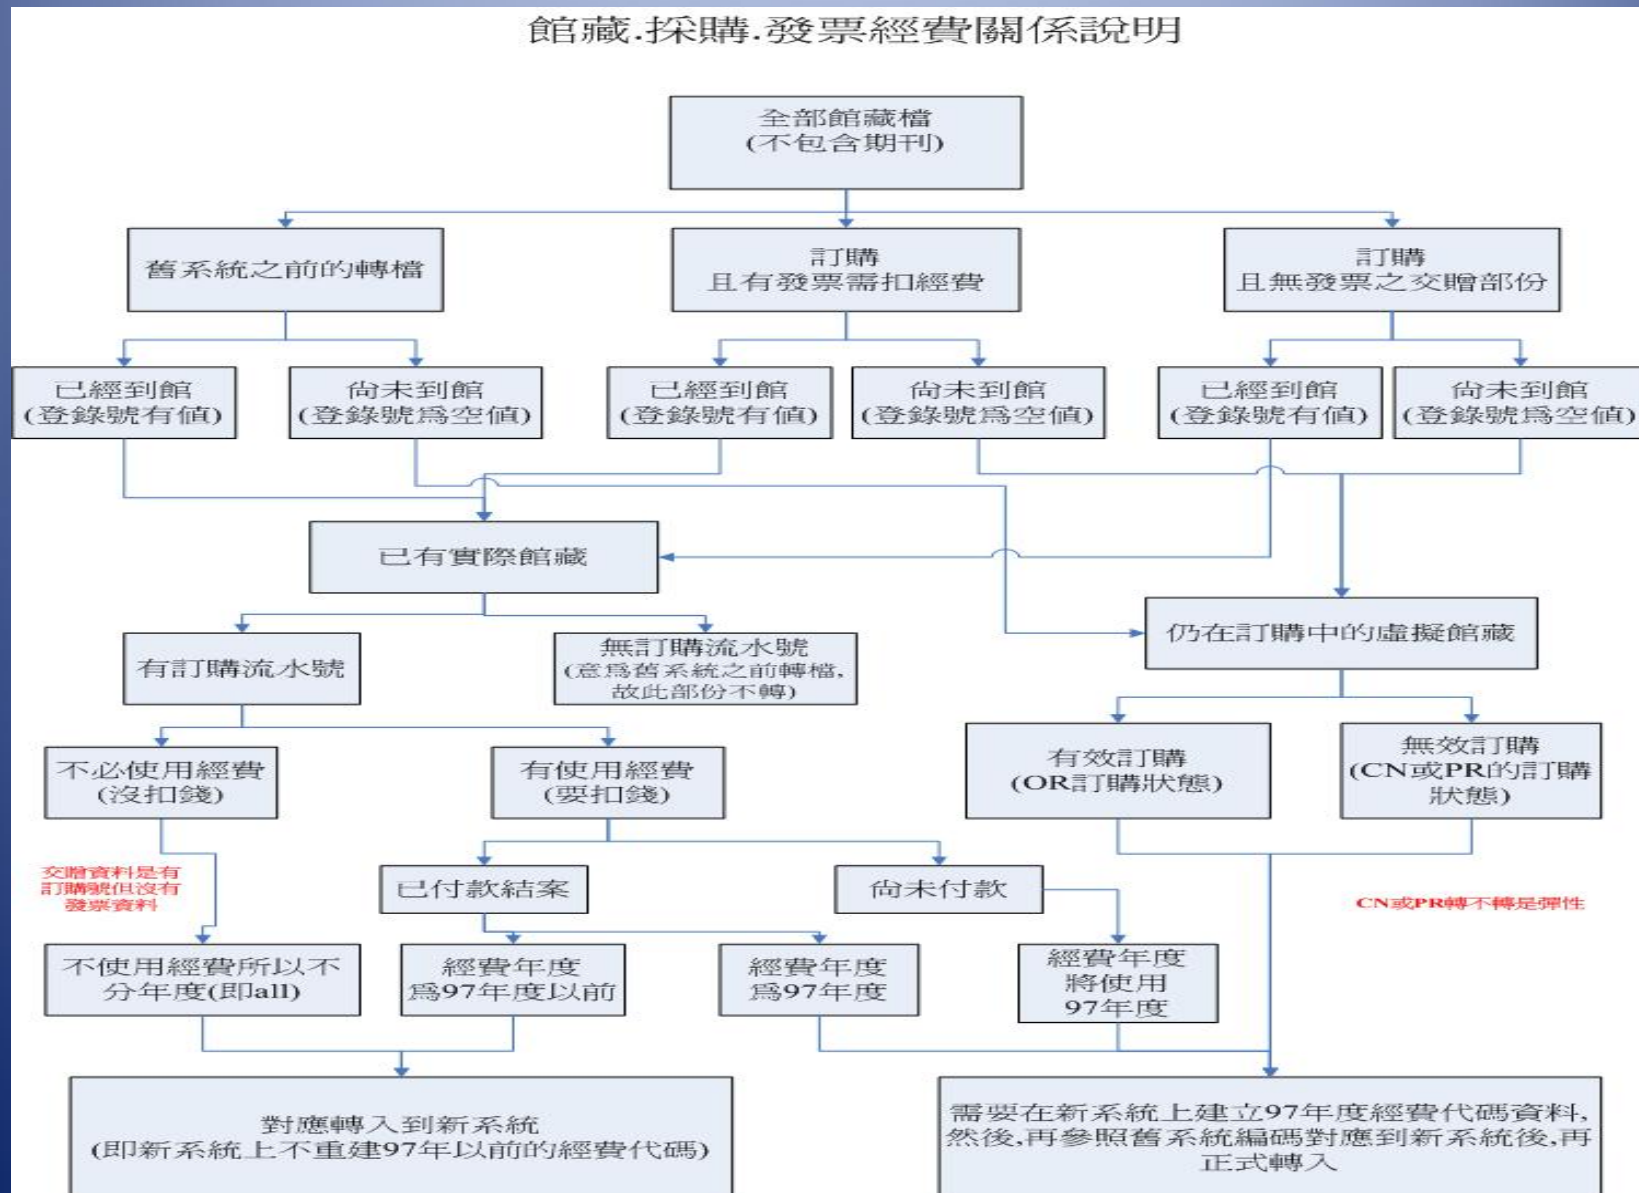 館藏.採購.發票經費關係說明
全部館藏檔
(不包含期刊)
舊系統之前的轉檔
訂購
且有發票需扣經費
訂購
且無發票之交贈部份
已經到館
(登錄號有值)
尚未到館
(登錄號爲空值)
已經到館
(登錄號有值)
尚未到館
(登錄號爲空值)
已經到館
(登錄號有值)
尚未到館
(登錄號爲空值)
已有實際館藏
仍在訂購中的虛擬館藏
有訂購流水號
無訂購流水號
(意爲舊系統之前轉檔,
故此部份不轉)
不必使用經費
(沒扣錢)
有使用經費
(要扣錢)
有效訂購
(OR訂購狀態)
無效訂購
(CN或PR的訂購
狀態)
交贈資料是有
訂購號但沒有
發票資料
已付款結案
尚未付款
CN或PR轉不轉是彈性
不使用經費所以不
分年度(即all)
經費年度
爲97年度以前
經費年度
爲97年度
經費年度
將使用
97年度
對應轉入到新系統
(即新系統上不重建97年以前的經費代碼)
需要在新系統上建立97年度經費代碼資料,
然後,再參照舊系統編碼對應到新系統後,再
正式轉入